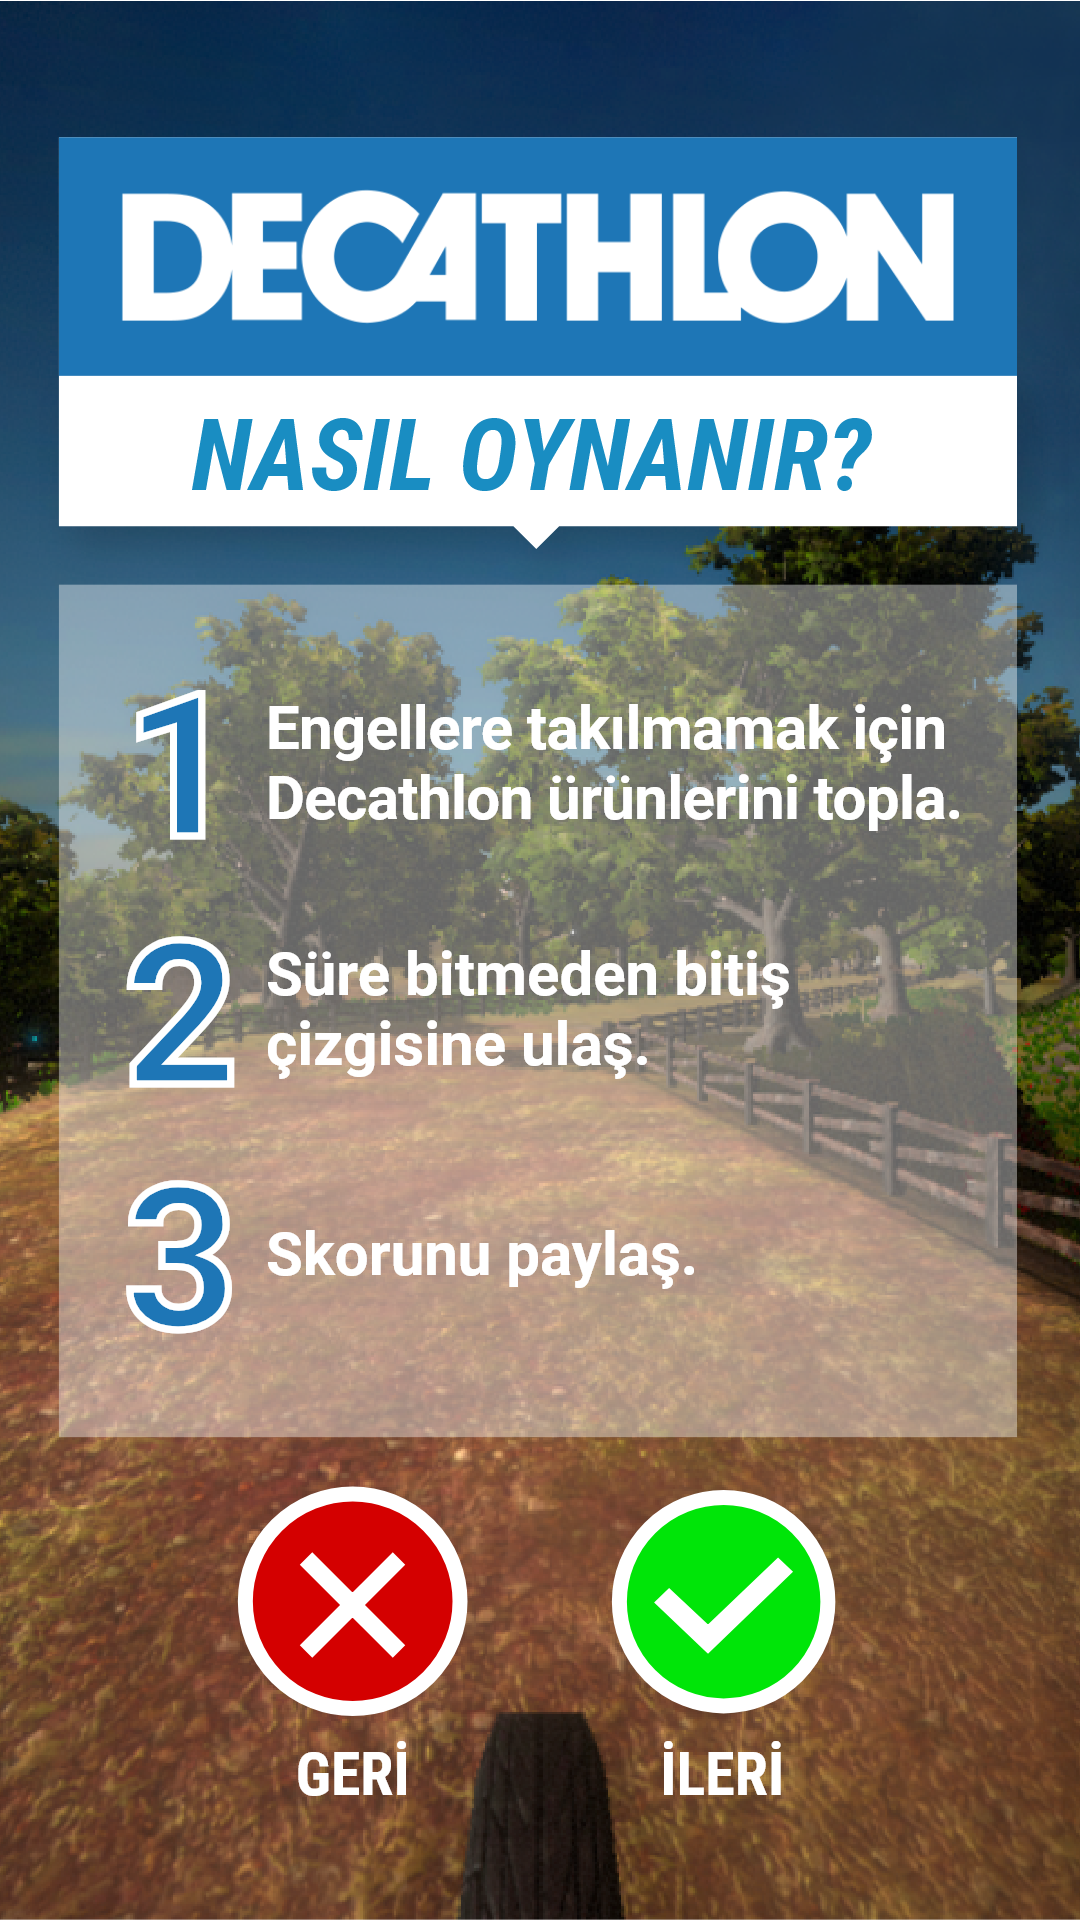 DECATHLON
NASIL OYNANIR?
1
Engellere takılmamak için
Decathlon ürünlerini topla.
2
Süre bitmeden bitiş
çizgisine ulaş.
3
Skorunu paylaş.
GERİ
İLERİ